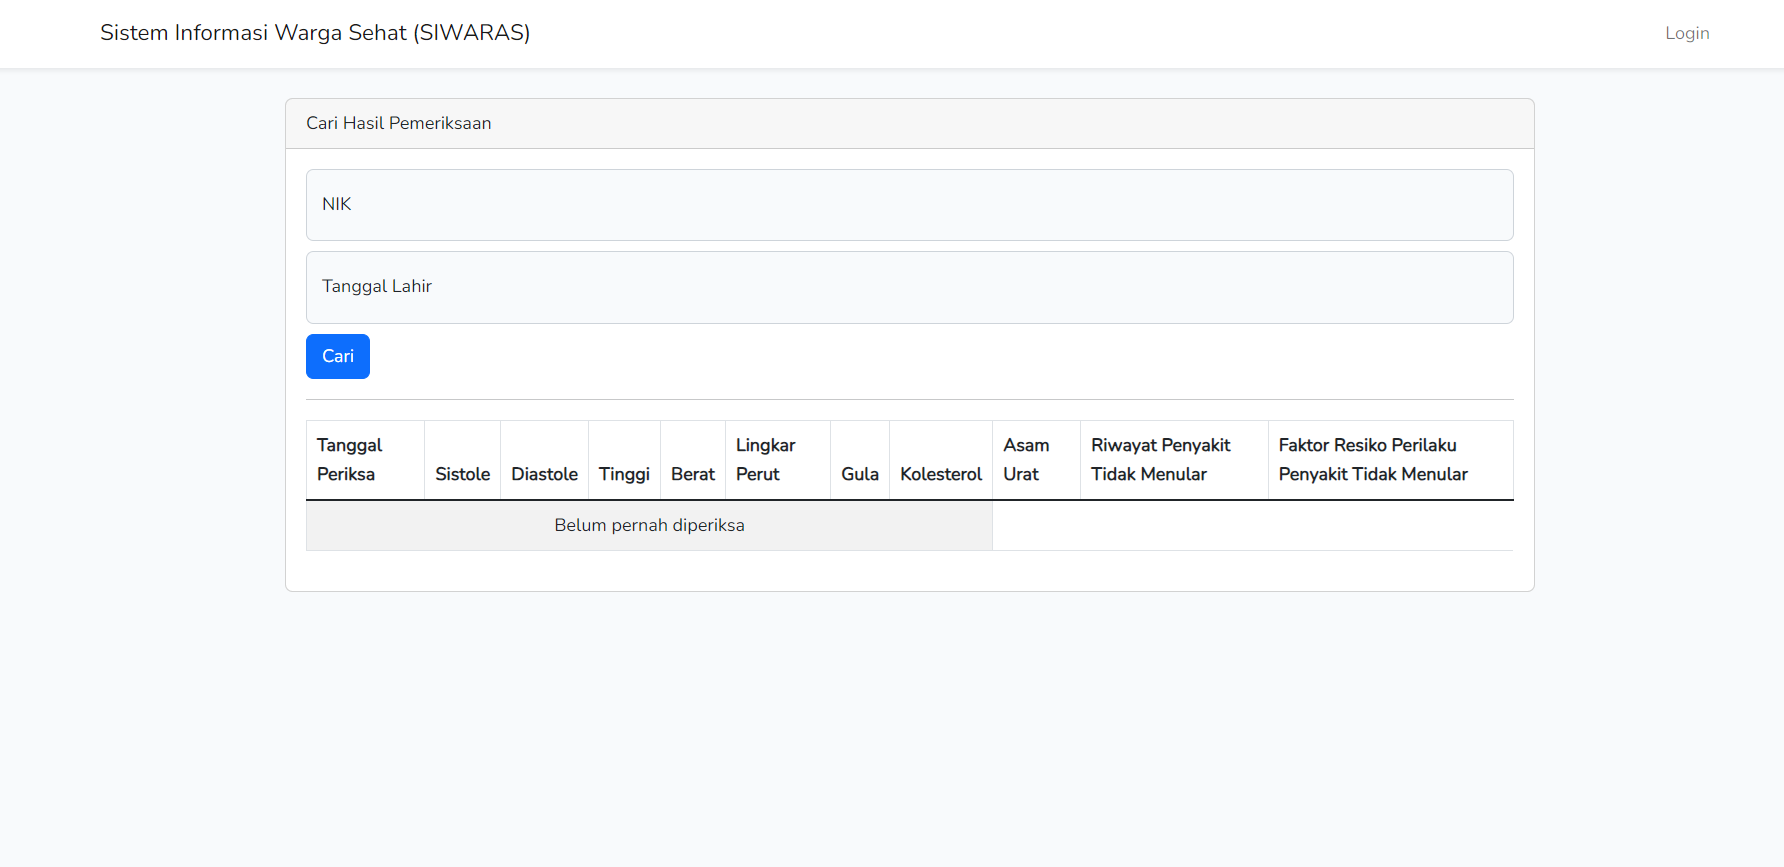 Sistem Informasi Warga Sehat (SIWARAS)
Login
Cari Hasil Pemeriksaan
NIK
Tanggal Lahir
Cari
Tanggal Periksa
Sistole
Diastole
Tinggi
Berat
Lingkar Perut
Gula
Kolesterol
Asam Urat
Riwayat Penyakit Tidak Menular
Faktor Resiko Perilaku Penyakit Tidak Menular
Belum pernah diperiksa